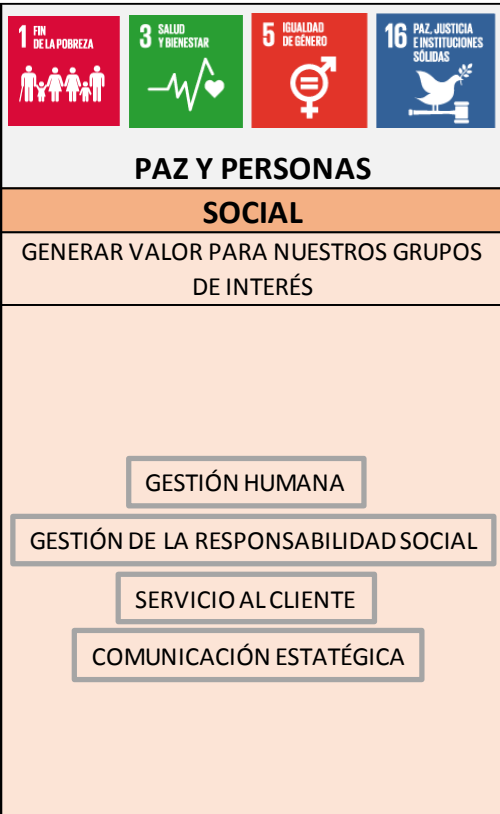 1 FIN
DE LA POBREZA
3 SALUD
Y BIENESTAR
5 IGUALDAD
DE GÉNERO
16 PAZ, JUSTICIA
E INSTITUCIONES
SÓLIDAS
PAZ Y PERSONAS
SOCIAL
GENERAR VALOR PARA NUESTROS GRUPOS
DE INTERÉS
GESTIÓN HUMANA
GESTIÓN DE LA RESPONSABILIDAD SOCIAL
SERVICIO AL CLIENTE
COMUNICACIÓN ESTATÉGICA